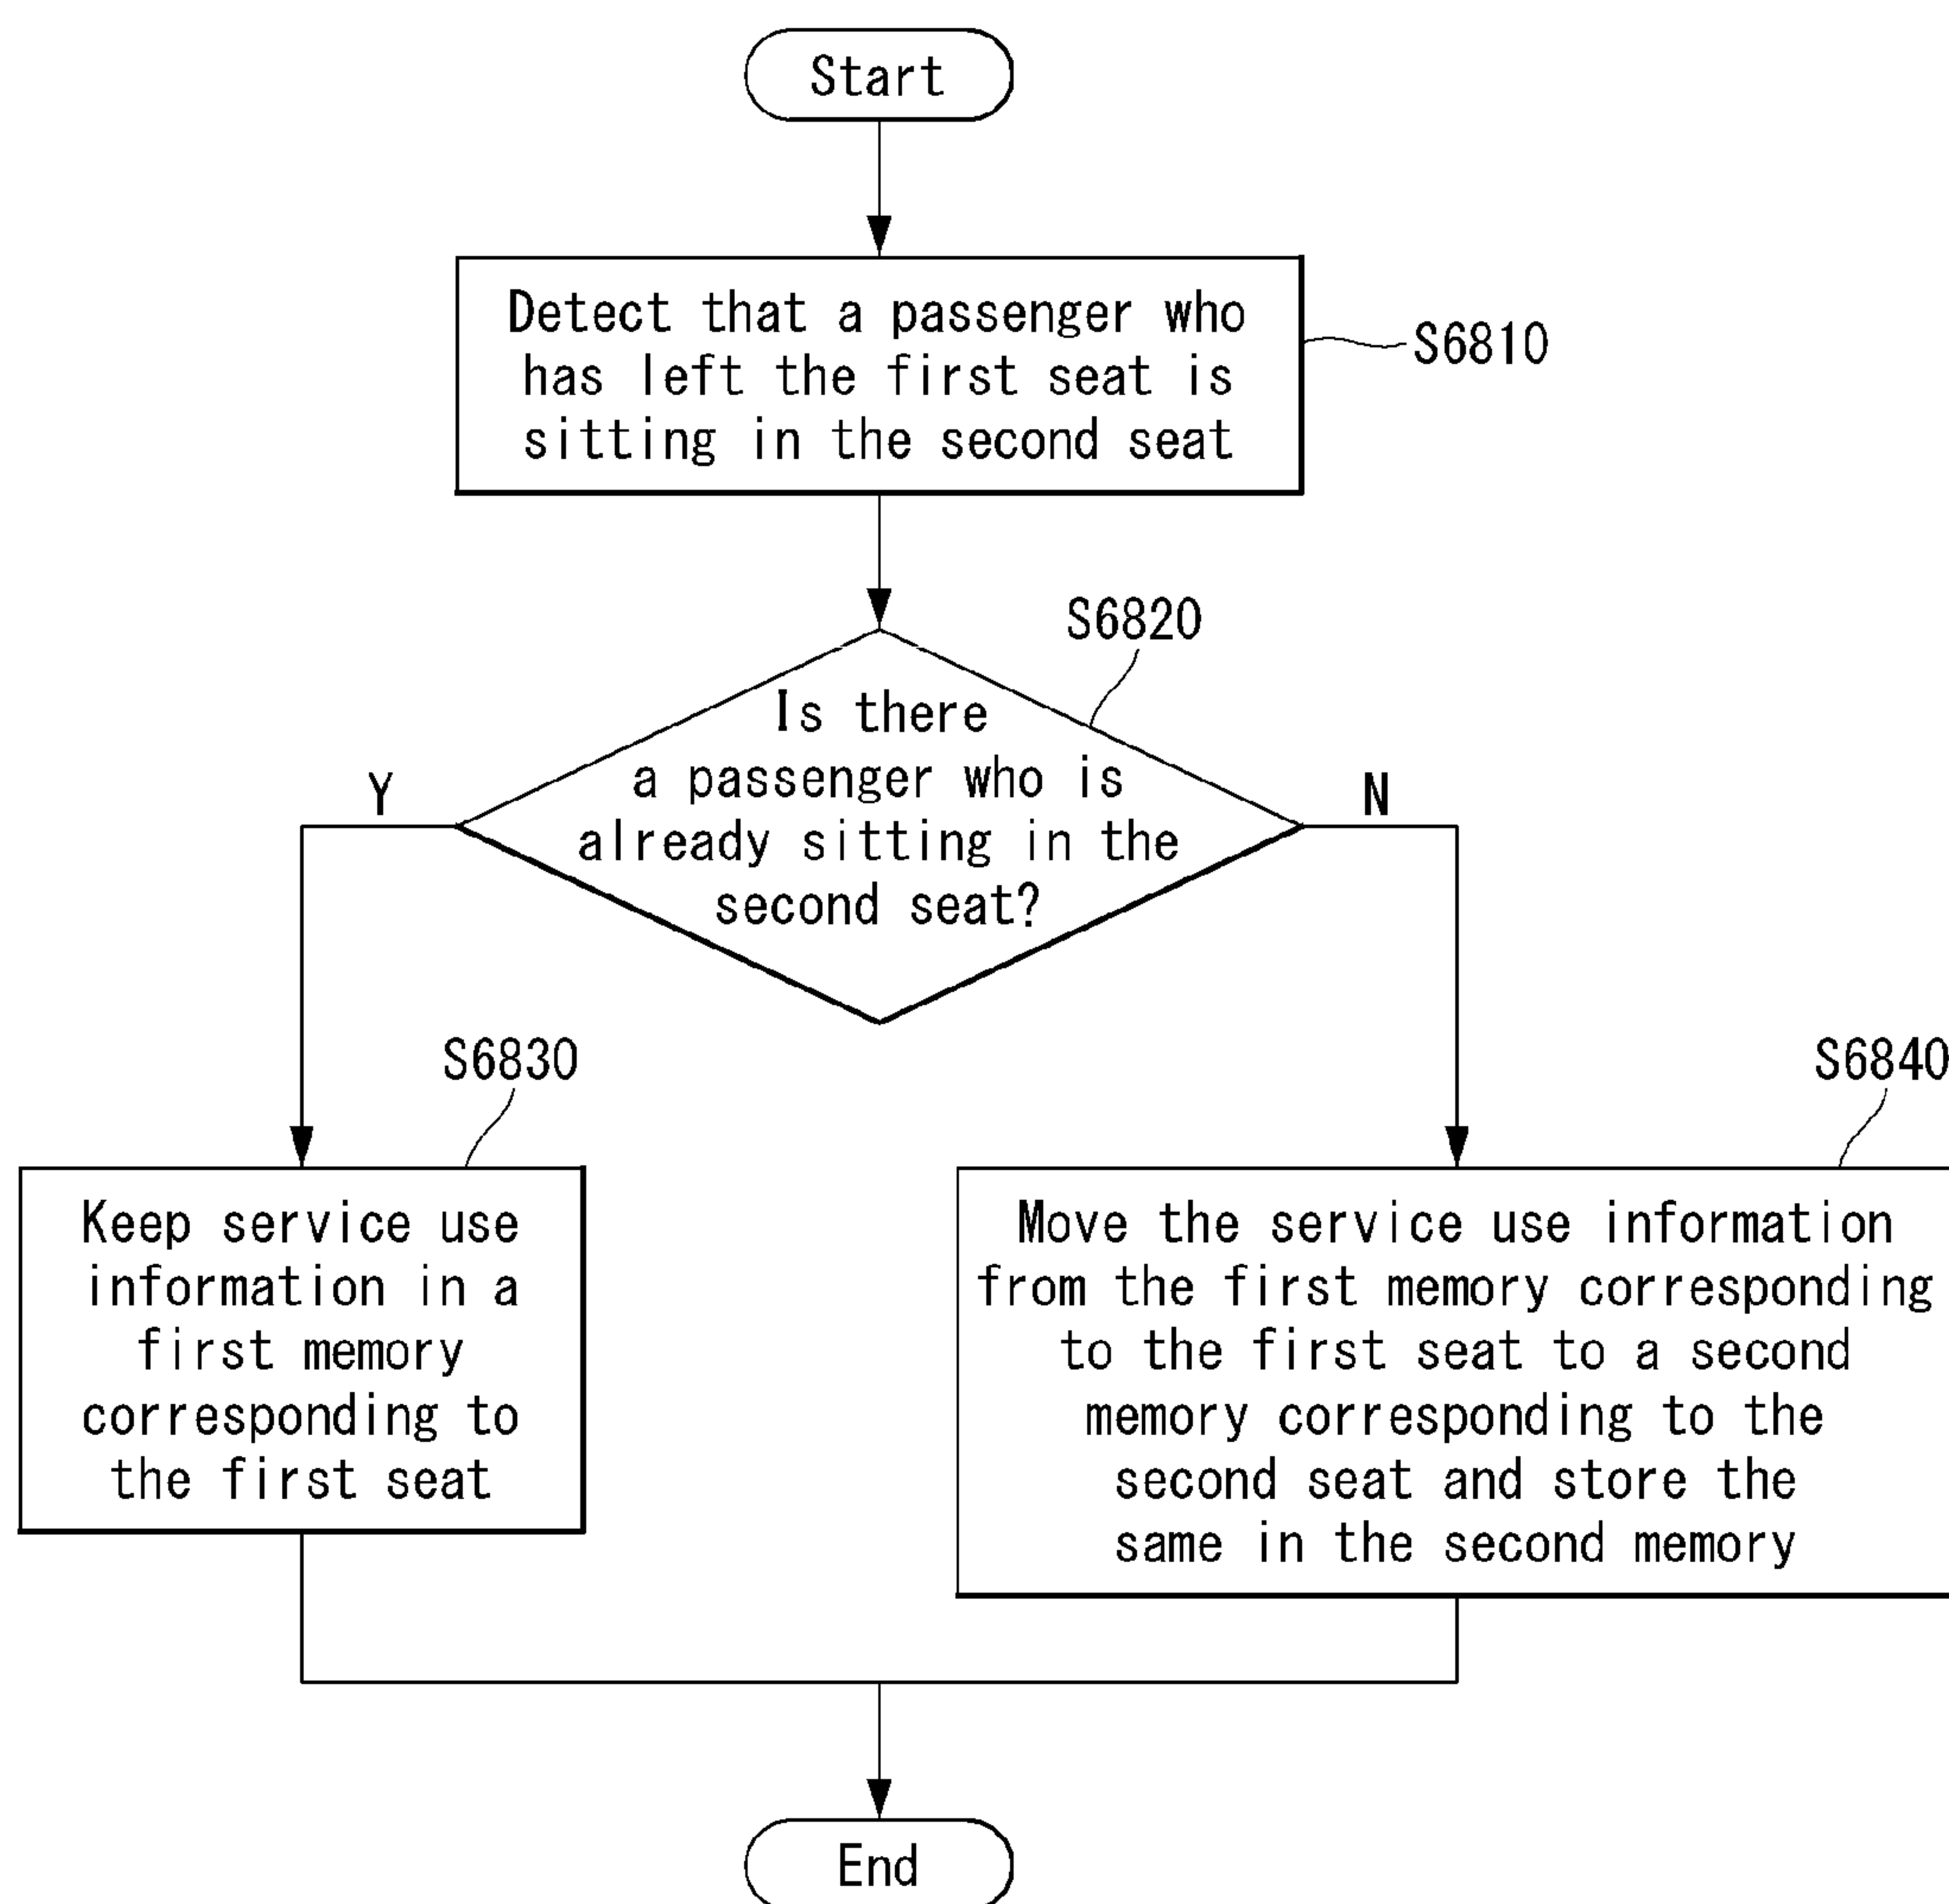 Start
Detect that a passenger who
has left the first seat is
sitting in the second seat
S6810
S6820
Is there
a passenger who is
already sitting in the
second seat?
Y
N
S6830
Keep service use
information in a
first memory
corresponding to
the first seat
S6840
Move the service use information
from the first memory corresponding
to the first seat to a second
memory corresponding to the
second seat and store the
same in the second memory
End